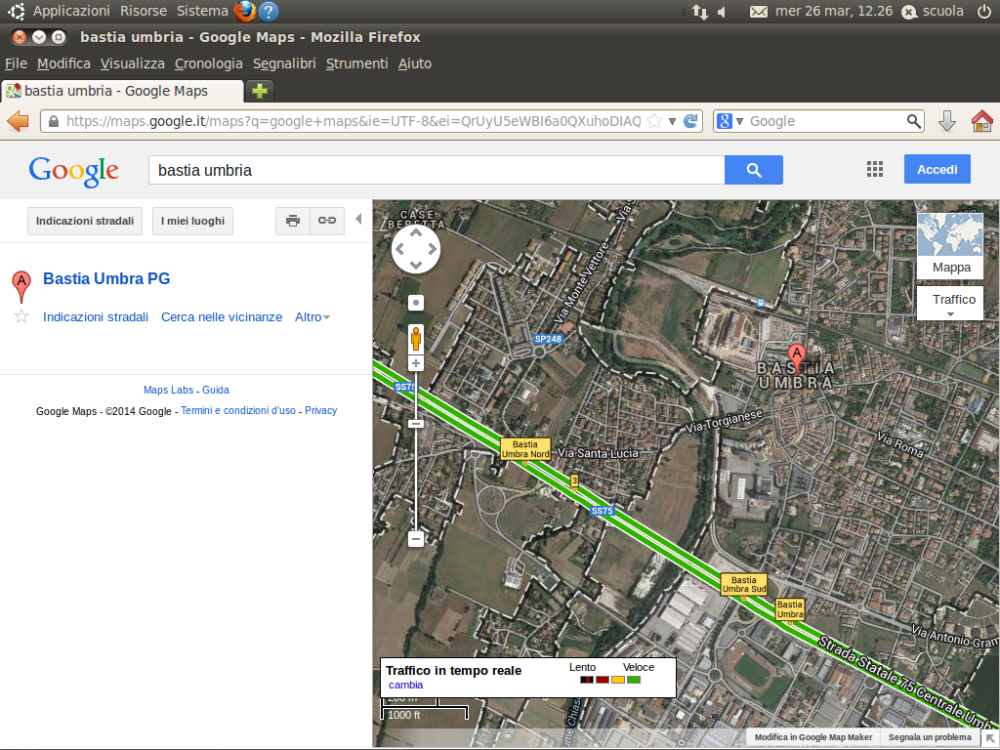 Applicazioni Risorse Sistema mer 26 mar, 12.26 scuola
bastia umbria - Google Maps - Mozilla Firefox
File Modifica Visualizza Cronologia Segnalibri Strumenti Aiuto
bastia umbria - Google Maps
https://maps.google.it/maps?q=google+maps&ie=UTF-8&ei=QrUyU5eWBI6a0QXuhoDIAQ
Google
Google
bastia umbria
Accedi
Indicazioni stradali
I miei luoghi
A
Bastia Umbra PG
Indicazioni stradali Cerca nelle vicinanze Altro
Maps Labs - Guida
Google Maps - ©2014 Google - Termini e condizioni d'uso - Privacy
CASE-
BERETTA
Mappa
Traffico
Via Monte Vettore
SP248
A
BASTIA
UMBRA
SS75
Via Torgianese
Via Roma
Bastia
Umbra Nord
Via Santa Lucia
SS75
Bastia
Umbra Sud
Bastia
Umbra
Via Antonio Gram
Strada Statale 75 Centrale Umb
Traffico in tempo reale
cambia
Lento Veloce
200 m
1000 ft
Modifica in Google Map Maker
Segnala un problema